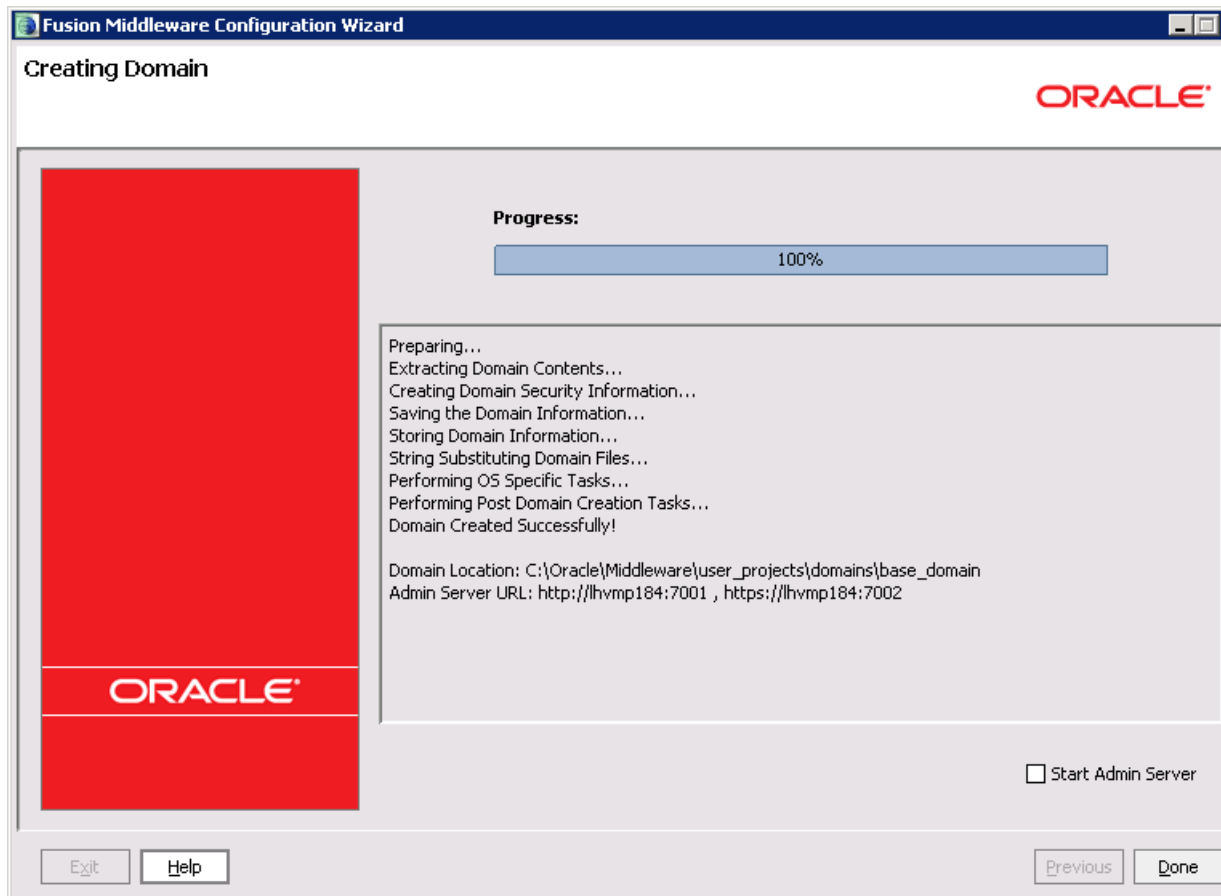 Fusion Middleware Configuration Wizard
Creating Domain
ORACLE®
Progress:
100%
Preparing...
Extracting Domain Contents...
Creating Domain Security Information...
Saving the Domain Information...
Storing Domain Information...
String Substituting Domain Files...
Performing OS Specific Tasks...
Performing Post Domain Creation Tasks...
Domain Created Successfully!
Domain Location: C:\Oracle\Middleware\user_projects\domains\base_domain
Admin Server URL: http://lhvmp184:7001 , https://lhvmp184:7002
ORACLE®
Start Admin Server
Exit
Help
Previous
Done